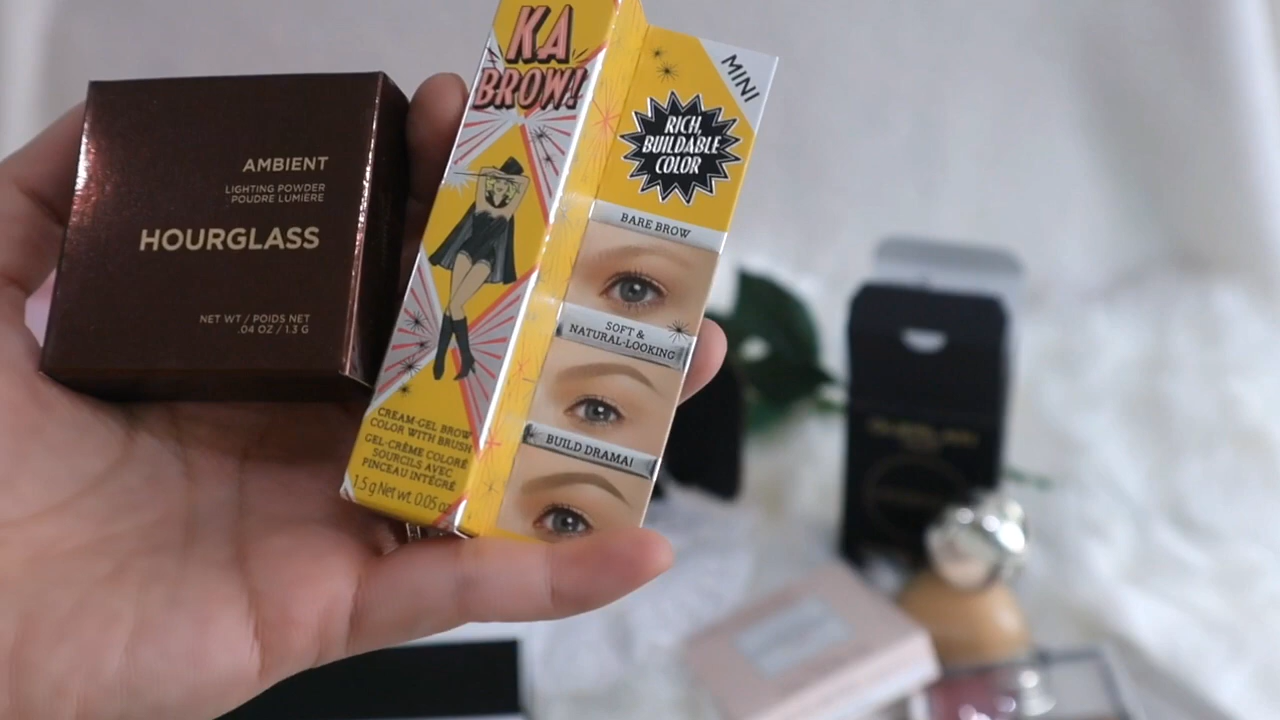 AMBIENT
LIGHTING POWDER
POUDRE LUMIÈRE
HOURGLASS
NET WT / POIDS NET
.04 OZ / 1.3 G
KA
BROW!
CREAM-GEL BROW
COLOR WITH BRUSH
GEL-CRÈME COLORÉ
SOURCILS AVEC
PINCEAU INTÉGRÉ
1.5 g Net wt. 0.05 oz
MINI
RICH,
BUILDABLE
COLOR
BARE BROW
SOFT &
NATURAL-LOOKING
BUILD DRAMA!